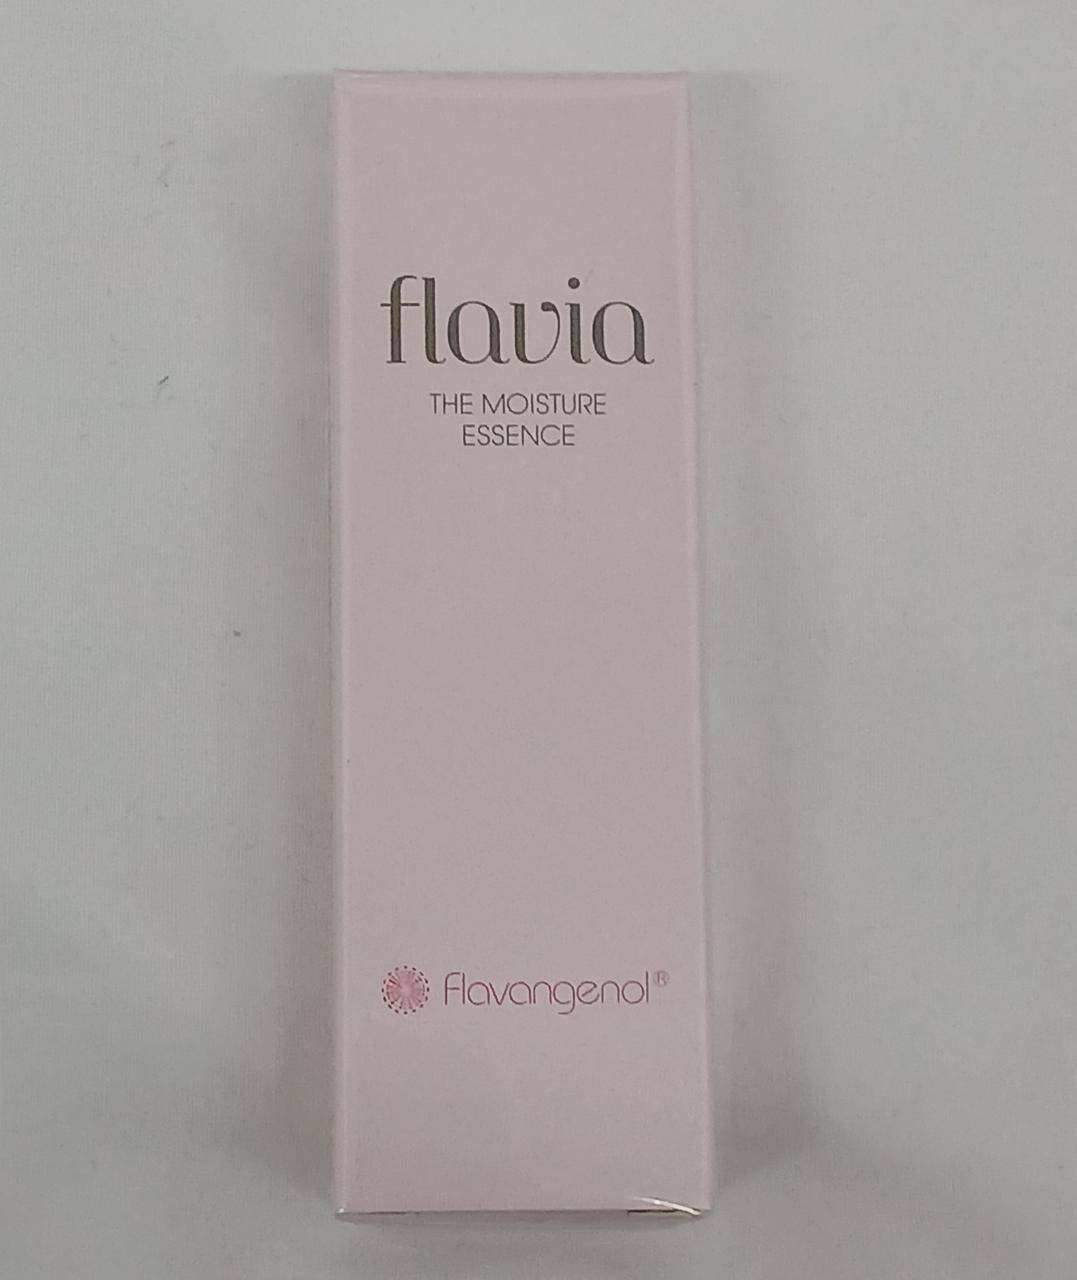 flavia
THE MOISTURE
ESSENCE
flavangenol®